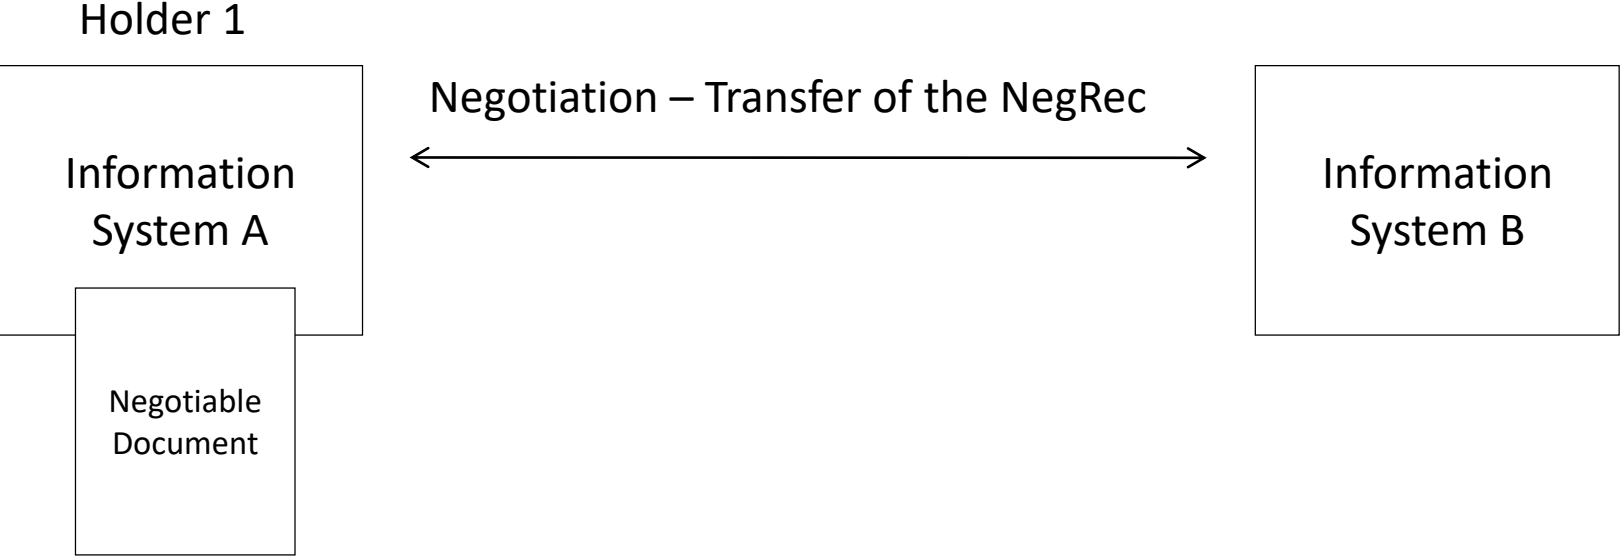 Holder 1
Negotiation – Transfer of the NegRec
Information
System A
Information
System B
Negotiable
Document